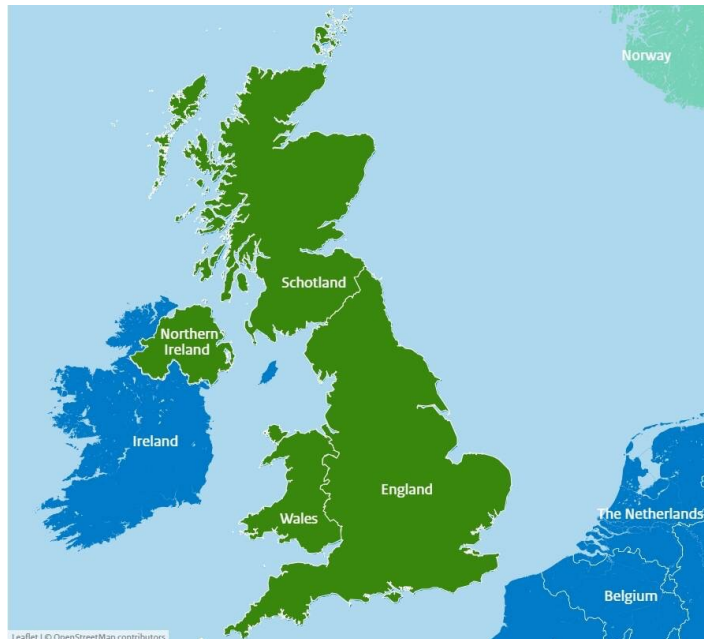 Norway
Schotland
Northern
Ireland
Ireland
England
Wales
The Netherlands
Belgium
Leaflet | © OpenStreetMap contributors